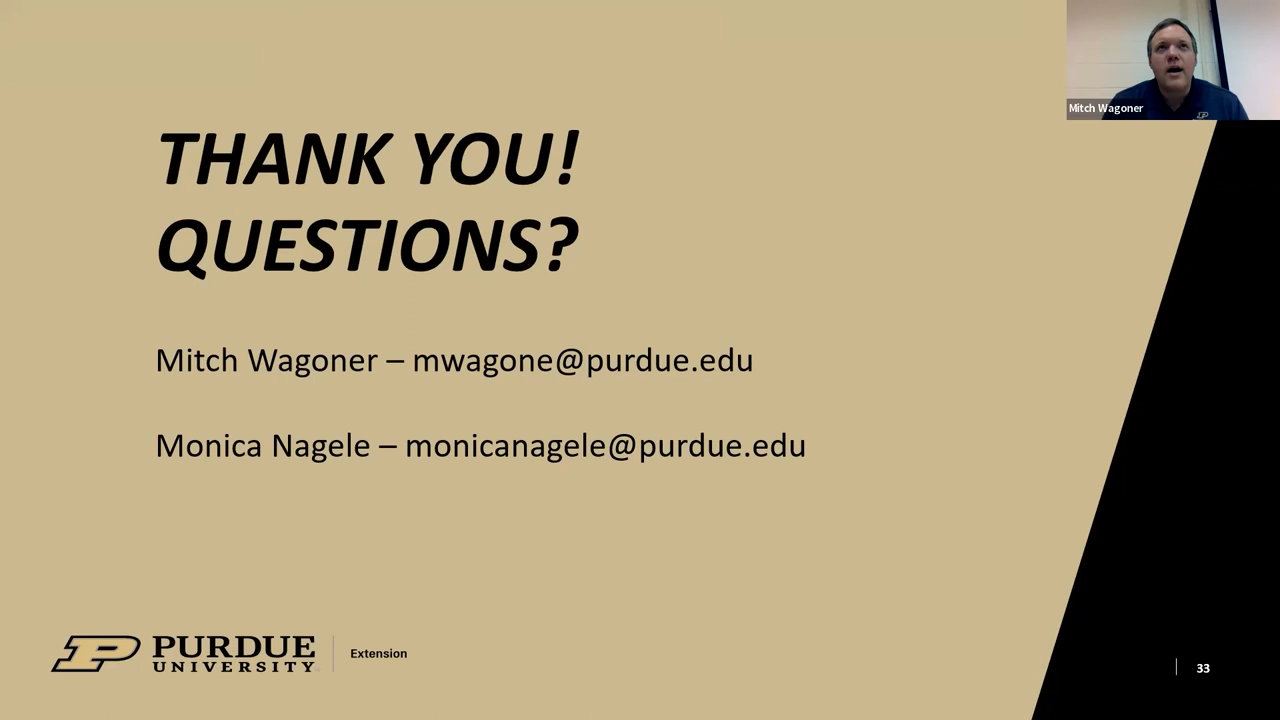 Mitch Wagoner
THANK YOU!
QUESTIONS?
Mitch Wagoner – mwagone@purdue.edu
Monica Nagele – monicanagele@purdue.edu
PURDUE
UNIVERSITY
Extension
33